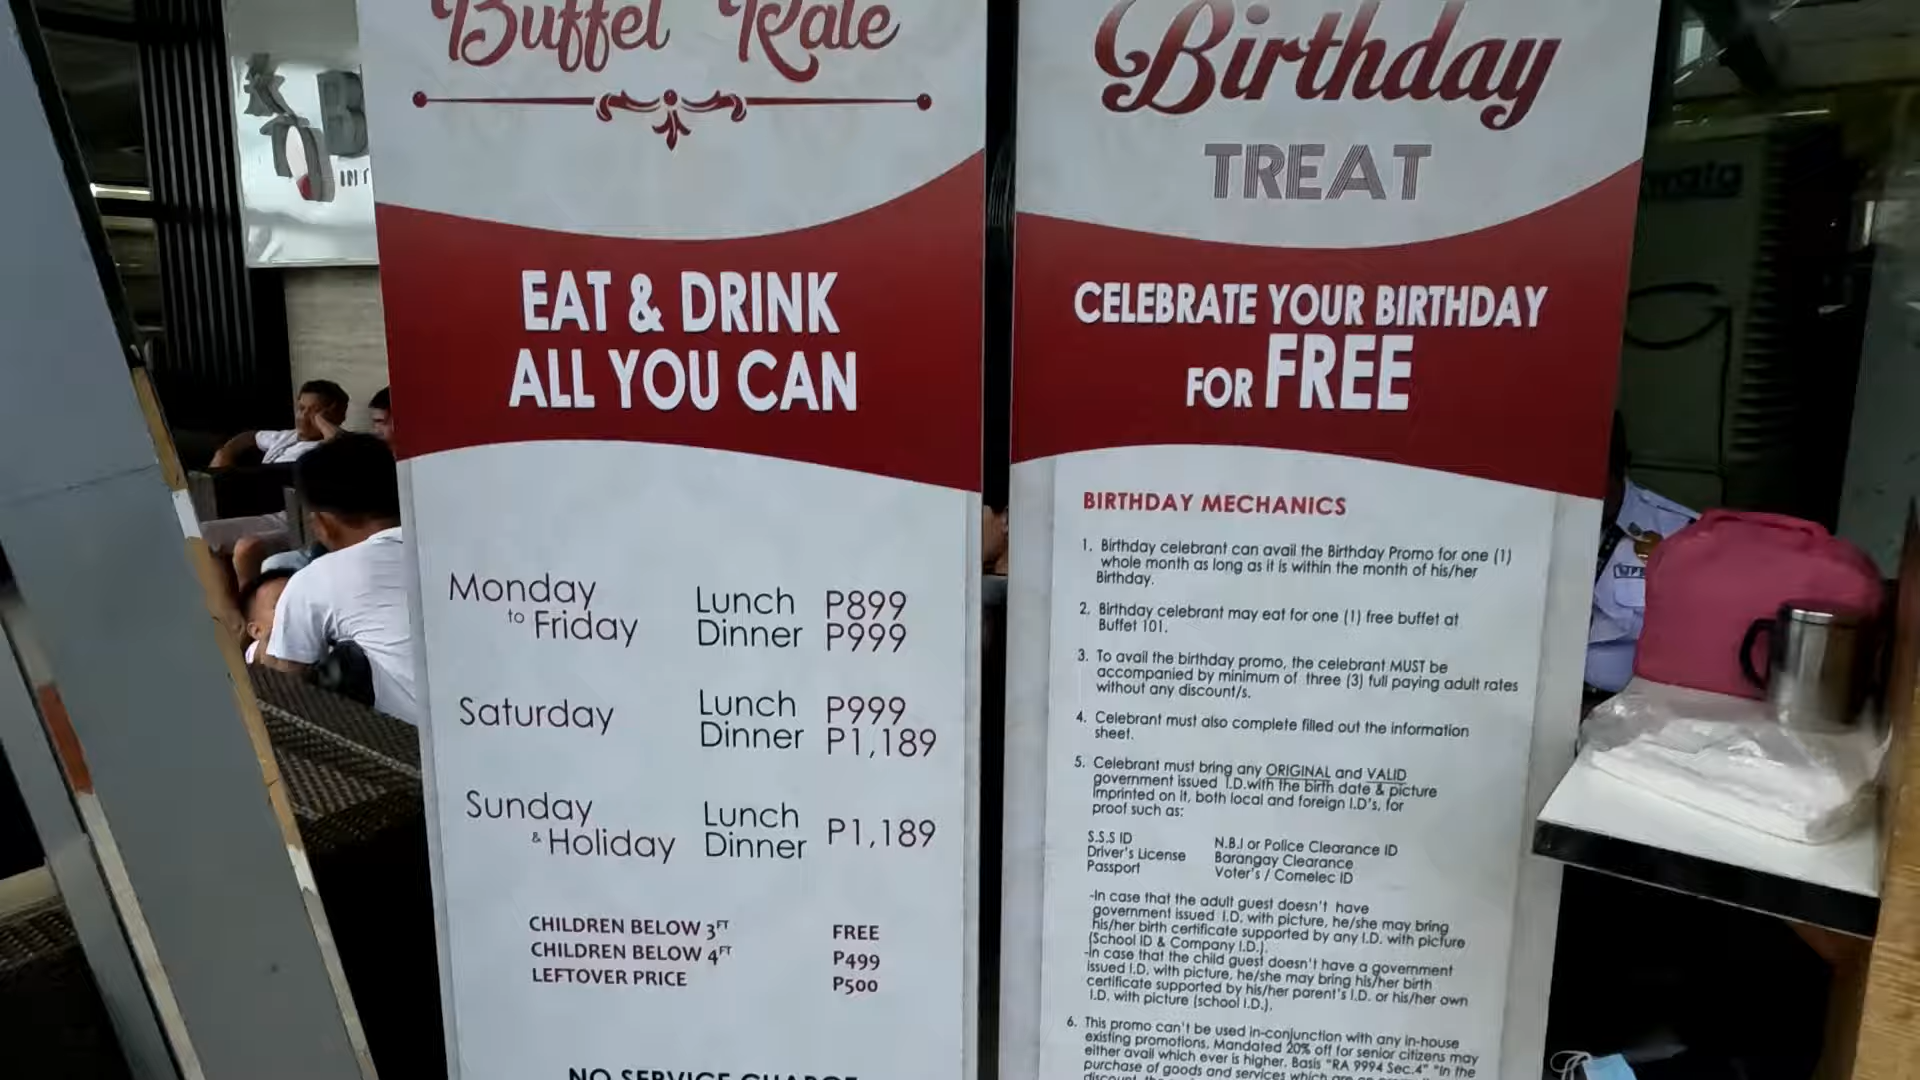 Buffet Rate
EAT & DRINK
ALL YOU CAN
Monday
to Friday
Lunch P899
Dinner P999
Saturday
Lunch P999
Dinner P1,189
Sunday
& Holiday
Lunch
Dinner
P1,189
CHILDREN BELOW 3FT FREE
CHILDREN BELOW 4FT P499
LEFTOVER PRICE P500
NO SERVICE CHARGE
Birthday
TREAT
CELEBRATE YOUR BIRTHDAY
FOR FREE
BIRTHDAY MECHANICS
1. Birthday celebrant can avail the Birthday Promo for one (1)
whole month as long as it is within the month of his/her
Birthday.
2. Birthday celebrant may eat for one (1) free buffet at
Buffet 101.
3. To avail the birthday promo, the celebrant MUST be
accompanied by minimum of three (3) full paying adult rates
without any discount/s.
4. Celebrant must also complete filled out the information
sheet.
5. Celebrant must bring any ORIGINAL and VALID
government issued I.D.with the birth date & picture
imprinted on it, both local and foreign I.D's, for
proof such as:
S.S.S ID
Driver's License
Passport
N.B.I or Police Clearance ID
Barangay Clearance
Voter's / Comelec ID
-In case that the adult guest doesn't have
government issued I.D. with picture, he/she may bring
his/her birth certificate supported by any I.D. with picture
(School ID & Company I.D.).
-In case that the child guest doesn't have a government
issued I.D. with picture, he/she may bring his/her birth
certificate supported by his/her parent's I.D. or his/her own
I.D. with picture (school I.D.).
6. This promo can't be used in-conjunction with any in-house
existing promotions. Mandated 20% off for senior citizens may
either avail which ever is higher. Basis "RA 9994 Sec.4" "In the
purchase of goods and services which are
INT